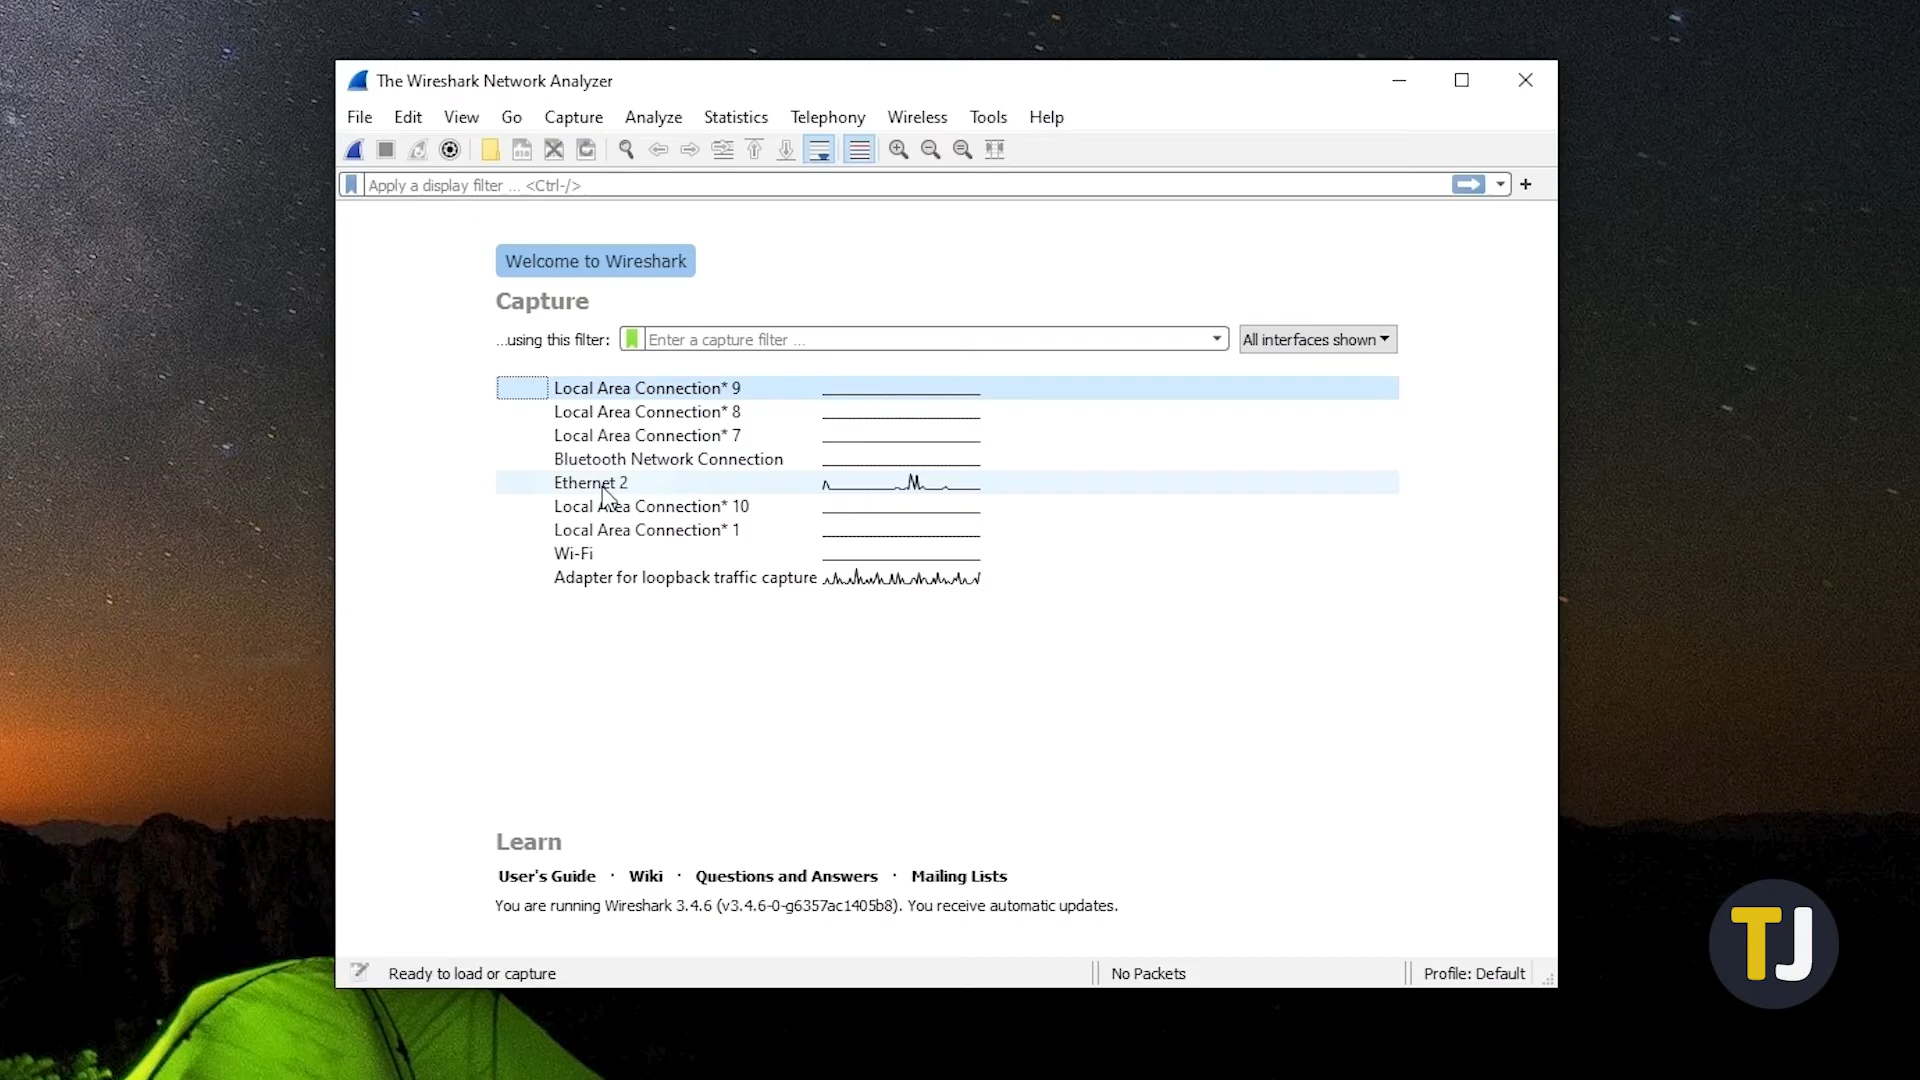 The Wireshark Network Analyzer
File Edit View Go Capture Analyze Statistics Telephony Wireless Tools Help
Apply a display filter ... <Ctrl-/>
Welcome to Wireshark
Capture
...using this filter: Enter a capture filter ... All interfaces shown
Local Area Connection* 9
Local Area Connection* 8
Local Area Connection* 7
Bluetooth Network Connection
Ethernet 2
Local Area Connection* 10
Local Area Connection* 1
Wi-Fi
Adapter for loopback traffic capture
Learn
User's Guide · Wiki · Questions and Answers · Mailing Lists
You are running Wireshark 3.4.6 (v3.4.6-0-g6357ac1405b8). You receive automatic updates.
Ready to load or capture No Packets Profile: Default
TJ